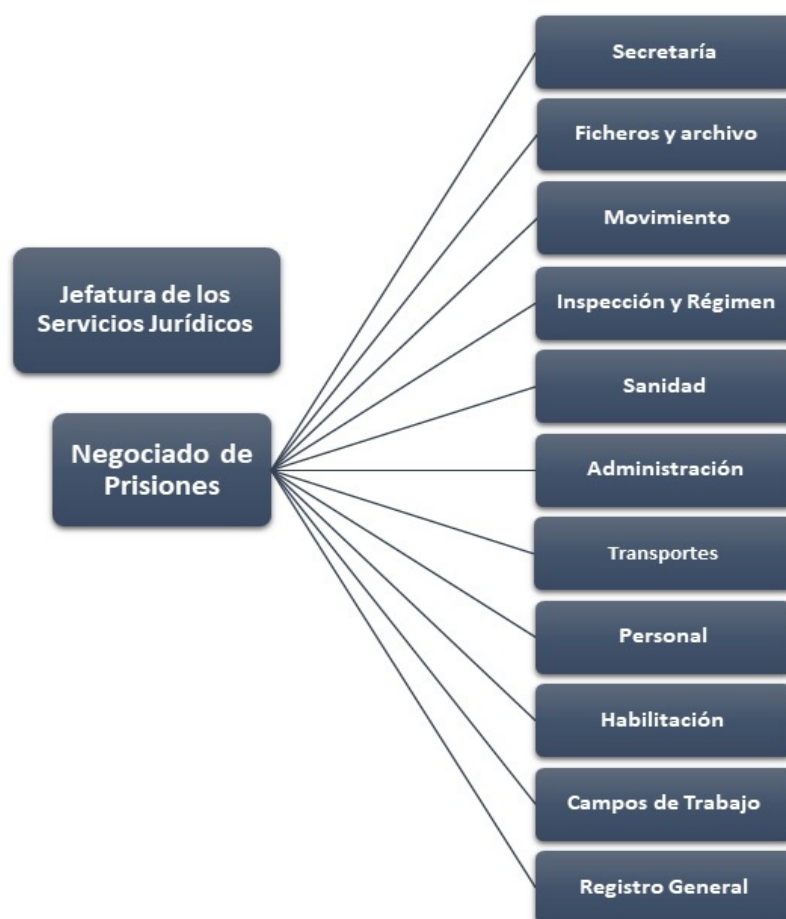 Secretaría
Ficheros y archivo
Movimiento
Jefatura de los
Servicios Jurídicos
Inspección y Régimen
Sanidad
Negociado de
Prisiones
Administración
Transportes
Personal
Habilitación
Campos de Trabajo
Registro General